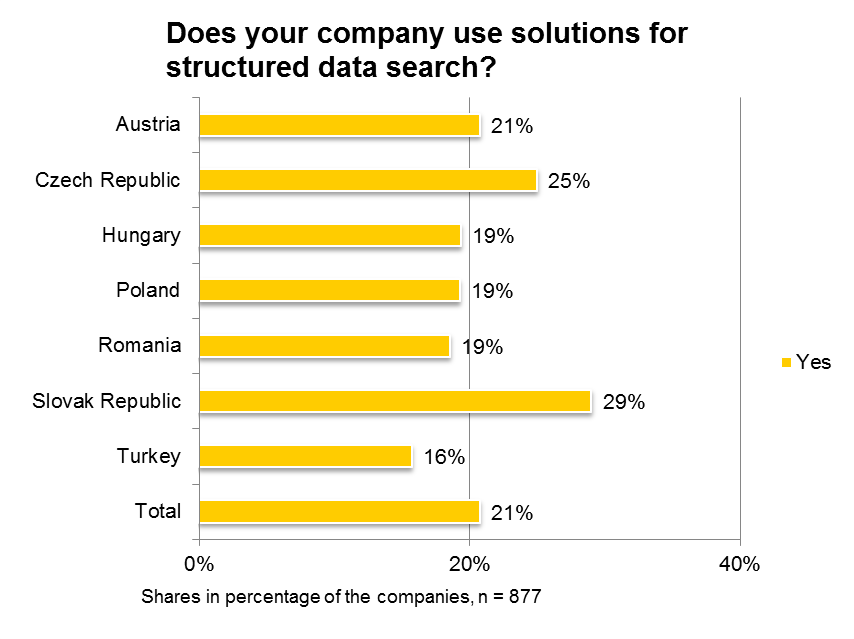 Does your company use solutions for
structured data search?
Austria 21%
Czech Republic 25%
Hungary 19%
Poland 19%
Romania 19%
Slovak Republic 29%
Turkey 16%
Total 21%
Yes
0% 20% 40%
Shares in percentage of the companies, n = 877